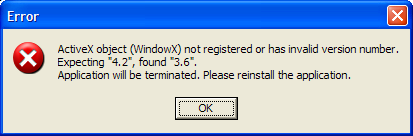 Error
ActiveX object (WindowX) not registered or has invalid version number.
Expecting "4.2", found "3.6".
Application will be terminated. Please reinstall the application.
OK